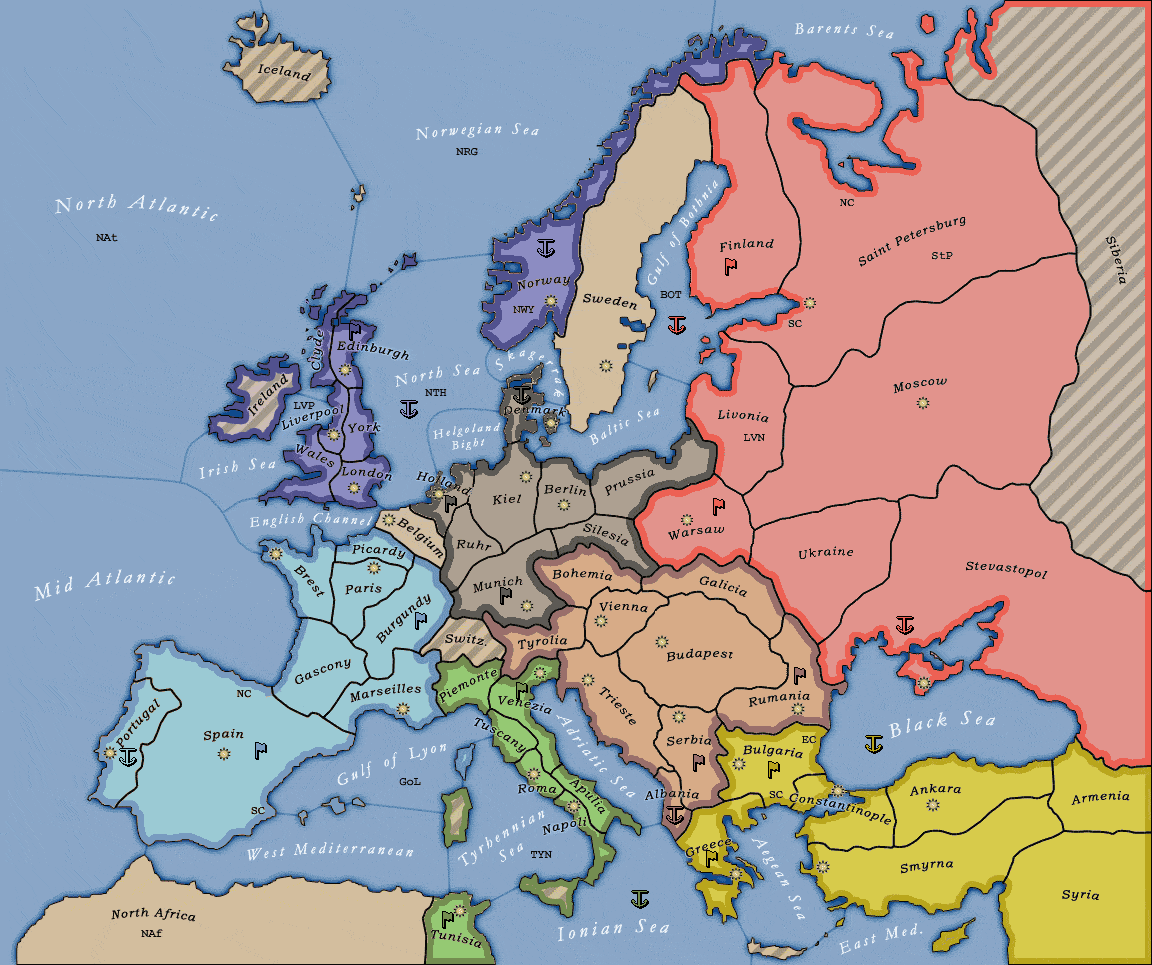 Barents Sea
Iceland
Norwegian Sea
NRG
North Atlantic
NAt
NC
Saint Petersburg
StP
Siberia
Gulf of Bothnia
Finland
Norway
NWY
Sweden
BOT
SC
Clyde
Edinburgh
Skagerrak
North Sea
NTH
Moscow
Ireland
LVP
Liverpool
York
Denmark
Baltic Sea
Livonia
LVN
Helgoland
Bight
Irish Sea
Wales
London
Holland
Kiel
Berlin
Prussia
English Channel
Belgium
Ruhr
Silesia
Warsaw
Ukraine
Stevastopol
Mid Atlantic
Brest
Picardy
Paris
Burgundy
Munich
Bohemia
Galicia
Vienna
Switz.
Tyrolia
Budapest
Gascony
Marseilles
Piemonte
Venezia
Trieste
Rumania
NC
Portugal
Spain
SC
Gulf of Lyon
GoL
Tuscany
Adriatic Sea
Serbia
Bulgaria
EC
SC
Black Sea
Roma
Apulia
Napoli
Albania
Constantinople
Ankara
Armenia
West Mediterranean
Tyrhennian
Sea
TYN
Greece
Aegean Sea
Smyrna
Syria
North Africa
NAf
Tunisia
Ionian Sea
East Med.